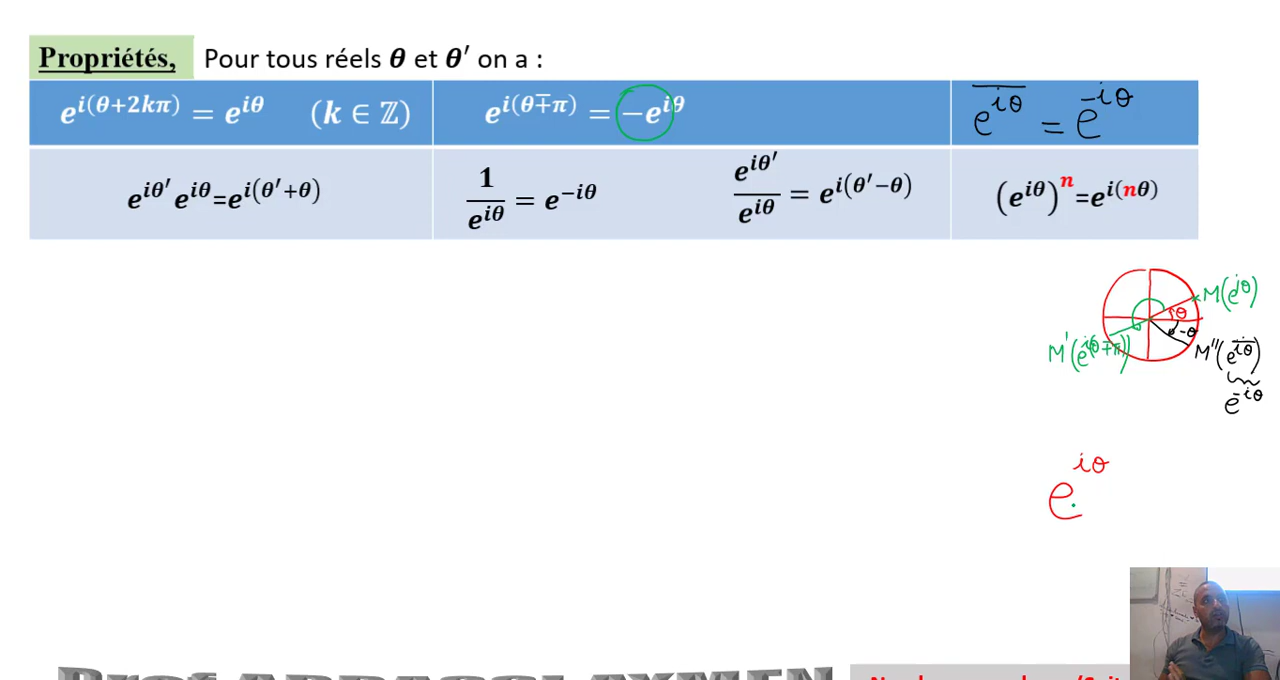 Propriétés, Pour tous réels θ et θ′ on a :
e^{i(θ+2kπ)} = e^{iθ} (k ∈ ℤ)
e^{i(θ∓π)} = −e^{iθ}
\overline{e^{iθ}} = e^{-iθ}
e^{iθ′} e^{iθ}=e^{i(θ′+θ)}
1/e^{iθ} = e^{−iθ}
e^{iθ′}/e^{iθ} = e^{i(θ′−θ)}
(e^{iθ})^n=e^{i(nθ)}
M(e^{iθ})
θ
-θ
M'(e^{i(θ∓π)})
M''(\overline{e^{iθ}})
e^{-iθ}
e^{iθ}